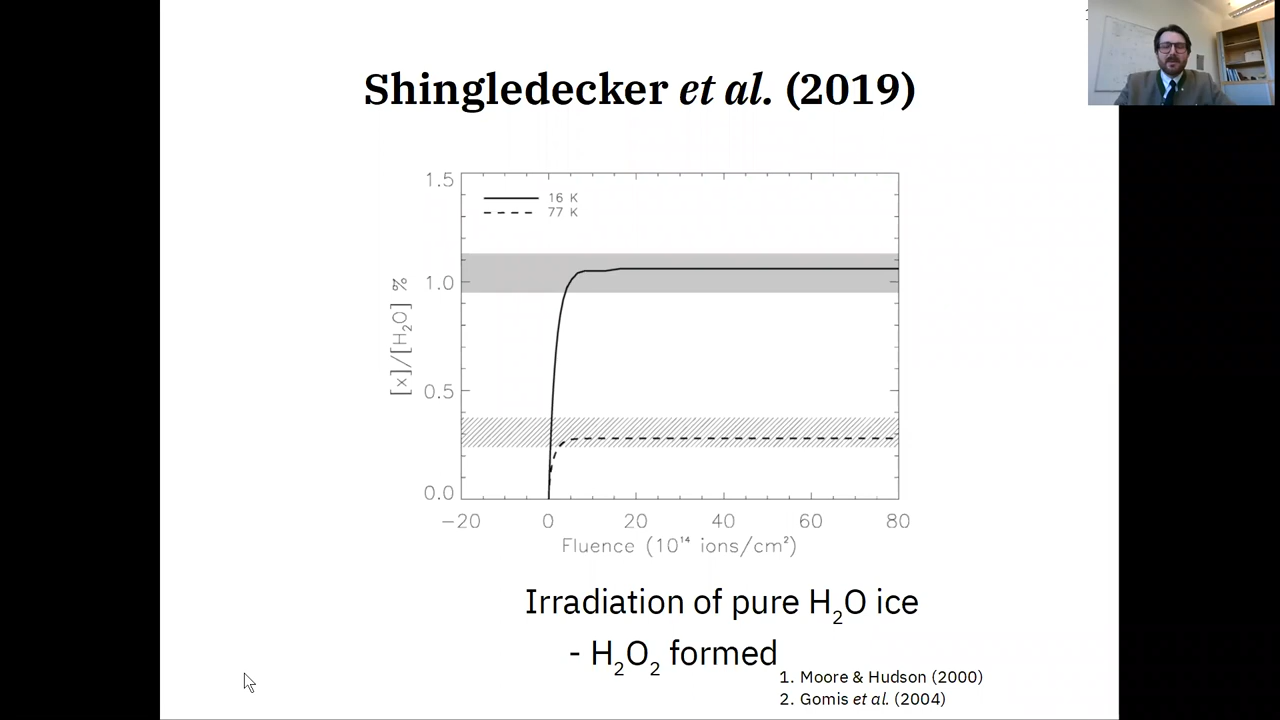 Shingledecker et al. (2019)
1.5
16 K
77 K
1.0
[x]/[H₂O] %
0.5
0.0
−20 0 20 40 60 80
Fluence (10¹⁴ ions/cm²)
Irradiation of pure H₂O ice
- H₂O₂ formed
1. Moore & Hudson (2000)
2. Gomis et al. (2004)